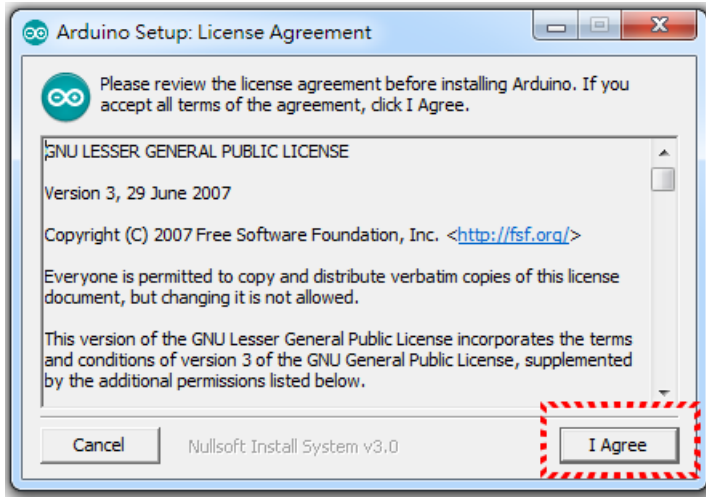 Arduino Setup: License Agreement
Please review the license agreement before installing Arduino. If you
accept all terms of the agreement, click I Agree.
GNU LESSER GENERAL PUBLIC LICENSE
Version 3, 29 June 2007
Copyright (C) 2007 Free Software Foundation, Inc. <http://fsf.org/>
Everyone is permitted to copy and distribute verbatim copies of this license
document, but changing it is not allowed.
This version of the GNU Lesser General Public License incorporates the terms
and conditions of version 3 of the GNU General Public License, supplemented
by the additional permissions listed below.
Cancel
Nullsoft Install System v3.0
I Agree